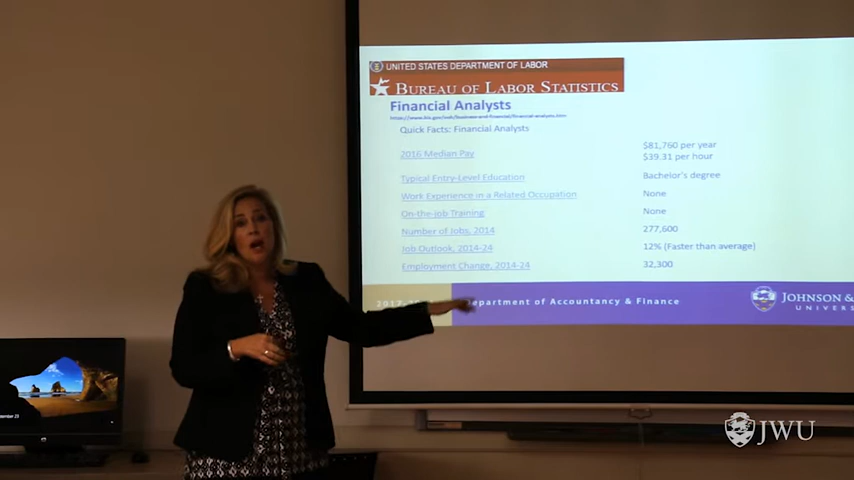 UNITED STATES DEPARTMENT OF LABOR
BUREAU OF LABOR STATISTICS
Financial Analysts
https://www.bls.gov/ooh/business-and-financial/financial-analysts.htm
Quick Facts: Financial Analysts
2016 Median Pay $81,760 per year
$39.31 per hour
Typical Entry-Level Education Bachelor's degree
Work Experience in a Related Occupation None
On-the-job Training None
Number of Jobs, 2014 277,600
Job Outlook, 2014-24 12% (Faster than average)
Employment Change, 2014-24 32,300
Department of Accountancy & Finance
JOHNSON &
JWU